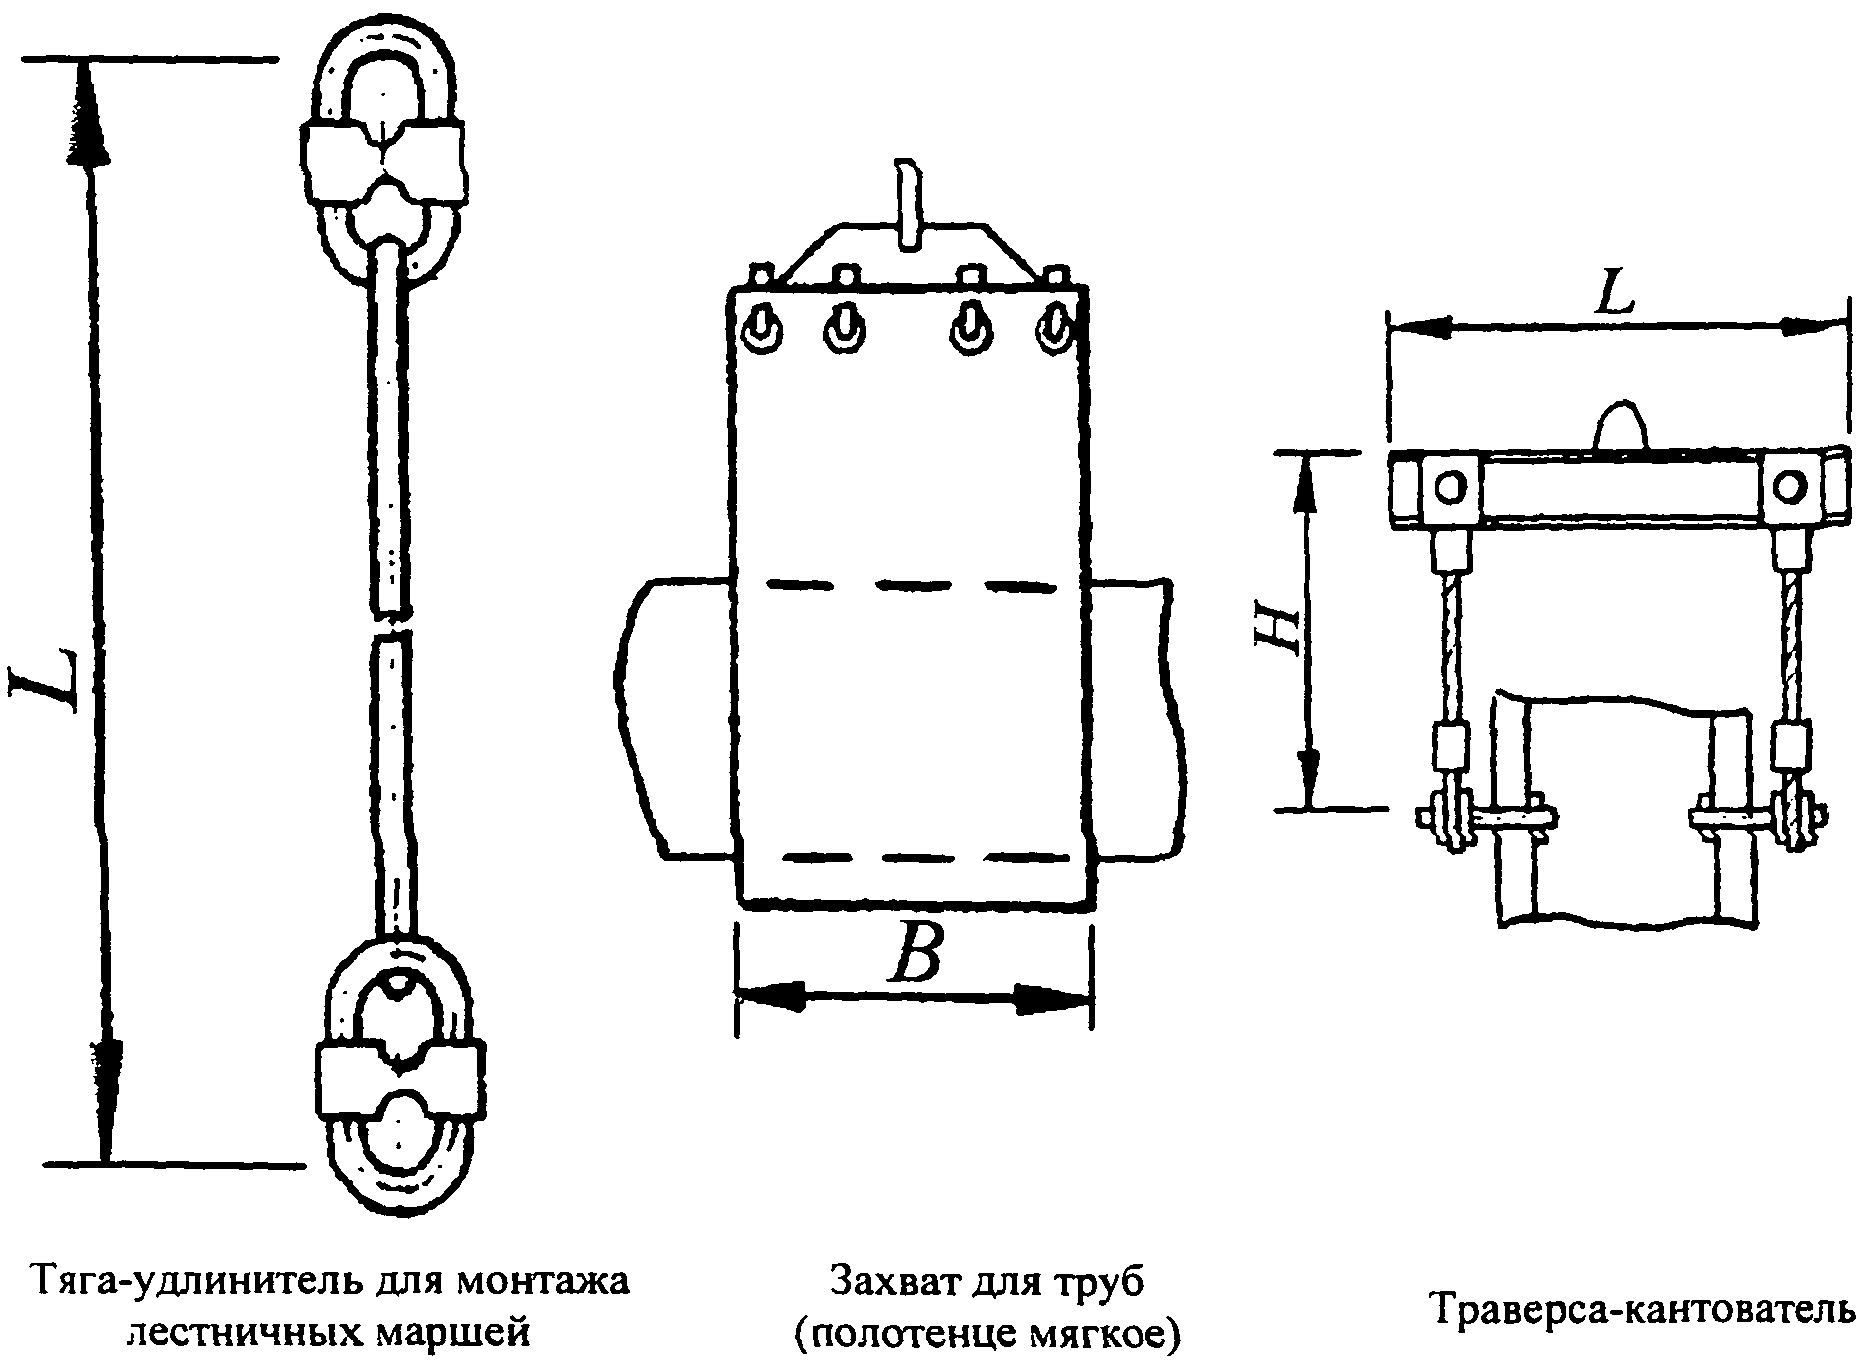 L
B
L
H
Тяга-удлинитель для монтажа
лестничных маршей
Захват для труб
(полотенце мягкое)
Траверса-кантователь